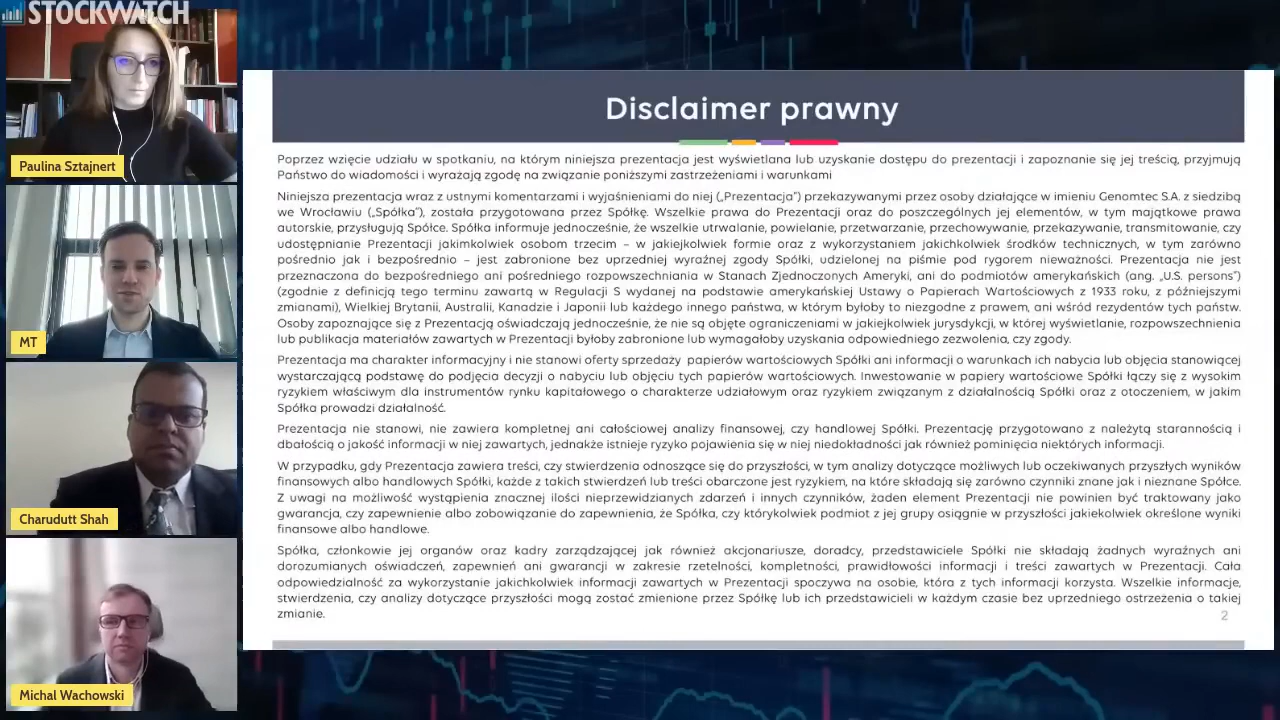 STOCKWATCH
Paulina Sztajnert
MT
Charudutt Shah
Michal Wachowski
Disclaimer prawny
Poprzez wzięcie udziału w spotkaniu, na którym niniejsza prezentacja jest wyświetlana lub uzyskanie dostępu do prezentacji i zapoznanie się jej treścią, przyjmują
Państwo do wiadomości i wyrażają zgodę na związanie poniższymi zastrzeżeniami i warunkami
Niniejsza prezentacja wraz z ustnymi komentarzami i wyjaśnieniami do niej („Prezentacja") przekazywanymi przez osoby działające w imieniu Genomtec S.A. z siedzibą
we Wrocławiu („Spółka"), została przygotowana przez Spółkę. Wszelkie prawa do Prezentacji oraz do poszczególnych jej elementów, w tym majątkowe prawa
autorskie, przysługują Spółce. Spółka informuje jednocześnie, że wszelkie utrwalanie, powielanie, przetwarzanie, przechowywanie, przekazywanie, transmitowanie, czy
udostępnianie Prezentacji jakimkolwiek osobom trzecim – w jakiejkolwiek formie oraz z wykorzystaniem jakichkolwiek środków technicznych, w tym zarówno
pośrednio jak i bezpośrednio – jest zabronione bez uprzedniej wyraźnej zgody Spółki, udzielonej na piśmie pod rygorem nieważności. Prezentacja nie jest
przeznaczona do bezpośredniego ani pośredniego rozpowszechniania w Stanach Zjednoczonych Ameryki, ani do podmiotów amerykańskich (ang. „U.S. persons")
(zgodnie z definicją tego terminu zawartą w Regulacji S wydanej na podstawie amerykańskiej Ustawy o Papierach Wartościowych z 1933 roku, z późniejszymi
zmianami), Wielkiej Brytanii, Australii, Kanadzie i Japonii lub każdego innego państwa, w którym byłoby to niezgodne z prawem, ani wśród rezydentów tych państw.
Osoby zapoznające się z Prezentacją oświadczają jednocześnie, że nie są objęte ograniczeniami w jakiejkolwiek jurysdykcji, w której wyświetlanie, rozpowszechnienia
lub publikacja materiałów zawartych w Prezentacji byłoby zabronione lub wymagałoby uzyskania odpowiedniego zezwolenia, czy zgody.
Prezentacja ma charakter informacyjny i nie stanowi oferty sprzedaży papierów wartościowych Spółki ani informacji o warunkach ich nabycia lub objęcia stanowiącej
wystarczającą podstawę do podjęcia decyzji o nabyciu lub objęciu tych papierów wartościowych. Inwestowanie w papiery wartościowe Spółki łączy się z wysokim
ryzykiem właściwym dla instrumentów rynku kapitałowego o charakterze udziałowym oraz ryzykiem związanym z działalnością Spółki oraz z otoczeniem, w jakim
Spółka prowadzi działalność.
Prezentacja nie stanowi, nie zawiera kompletnej ani całościowej analizy finansowej, czy handlowej Spółki. Prezentację przygotowano z należytą starannością i
dbałością o jakość informacji w niej zawartych, jednakże istnieje ryzyko pojawienia się w niej niedokładności jak również pominięcia niektórych informacji.
W przypadku, gdy Prezentacja zawiera treści, czy stwierdzenia odnoszące się do przyszłości, w tym analizy dotyczące możliwych lub oczekiwanych przyszłych wyników
finansowych albo handlowych Spółki, każde z takich stwierdzeń lub treści obarczone jest ryzykiem, na które składają się zarówno czynniki znane jak i nieznane Spółce.
Z uwagi na możliwość wystąpienia znacznej ilości nieprzewidzianych zdarzeń i innych czynników, żaden element Prezentacji nie powinien być traktowany jako
gwarancja, czy zapewnienie albo zobowiązanie do zapewnienia, że Spółka, czy którykolwiek podmiot z jej grupy osiągnie w przyszłości jakiekolwiek określone wyniki
finansowe albo handlowe.
Spółka, członkowie jej organów oraz kadry zarządzającej jak również akcjonariusze, doradcy, przedstawiciele Spółki nie składają żadnych wyraźnych ani
dorozumianych oświadczeń, zapewnień ani gwarancji w zakresie rzetelności, kompletności, prawidłowości informacji i treści zawartych w Prezentacji. Cała
odpowiedzialność za wykorzystanie jakichkolwiek informacji zawartych w Prezentacji spoczywa na osobie, która z tych informacji korzysta. Wszelkie informacje,
stwierdzenia, czy analizy dotyczące przyszłości mogą zostać zmienione przez Spółkę lub ich przedstawicieli w każdym czasie bez uprzedniego ostrzeżenia o takiej
zmianie.
2